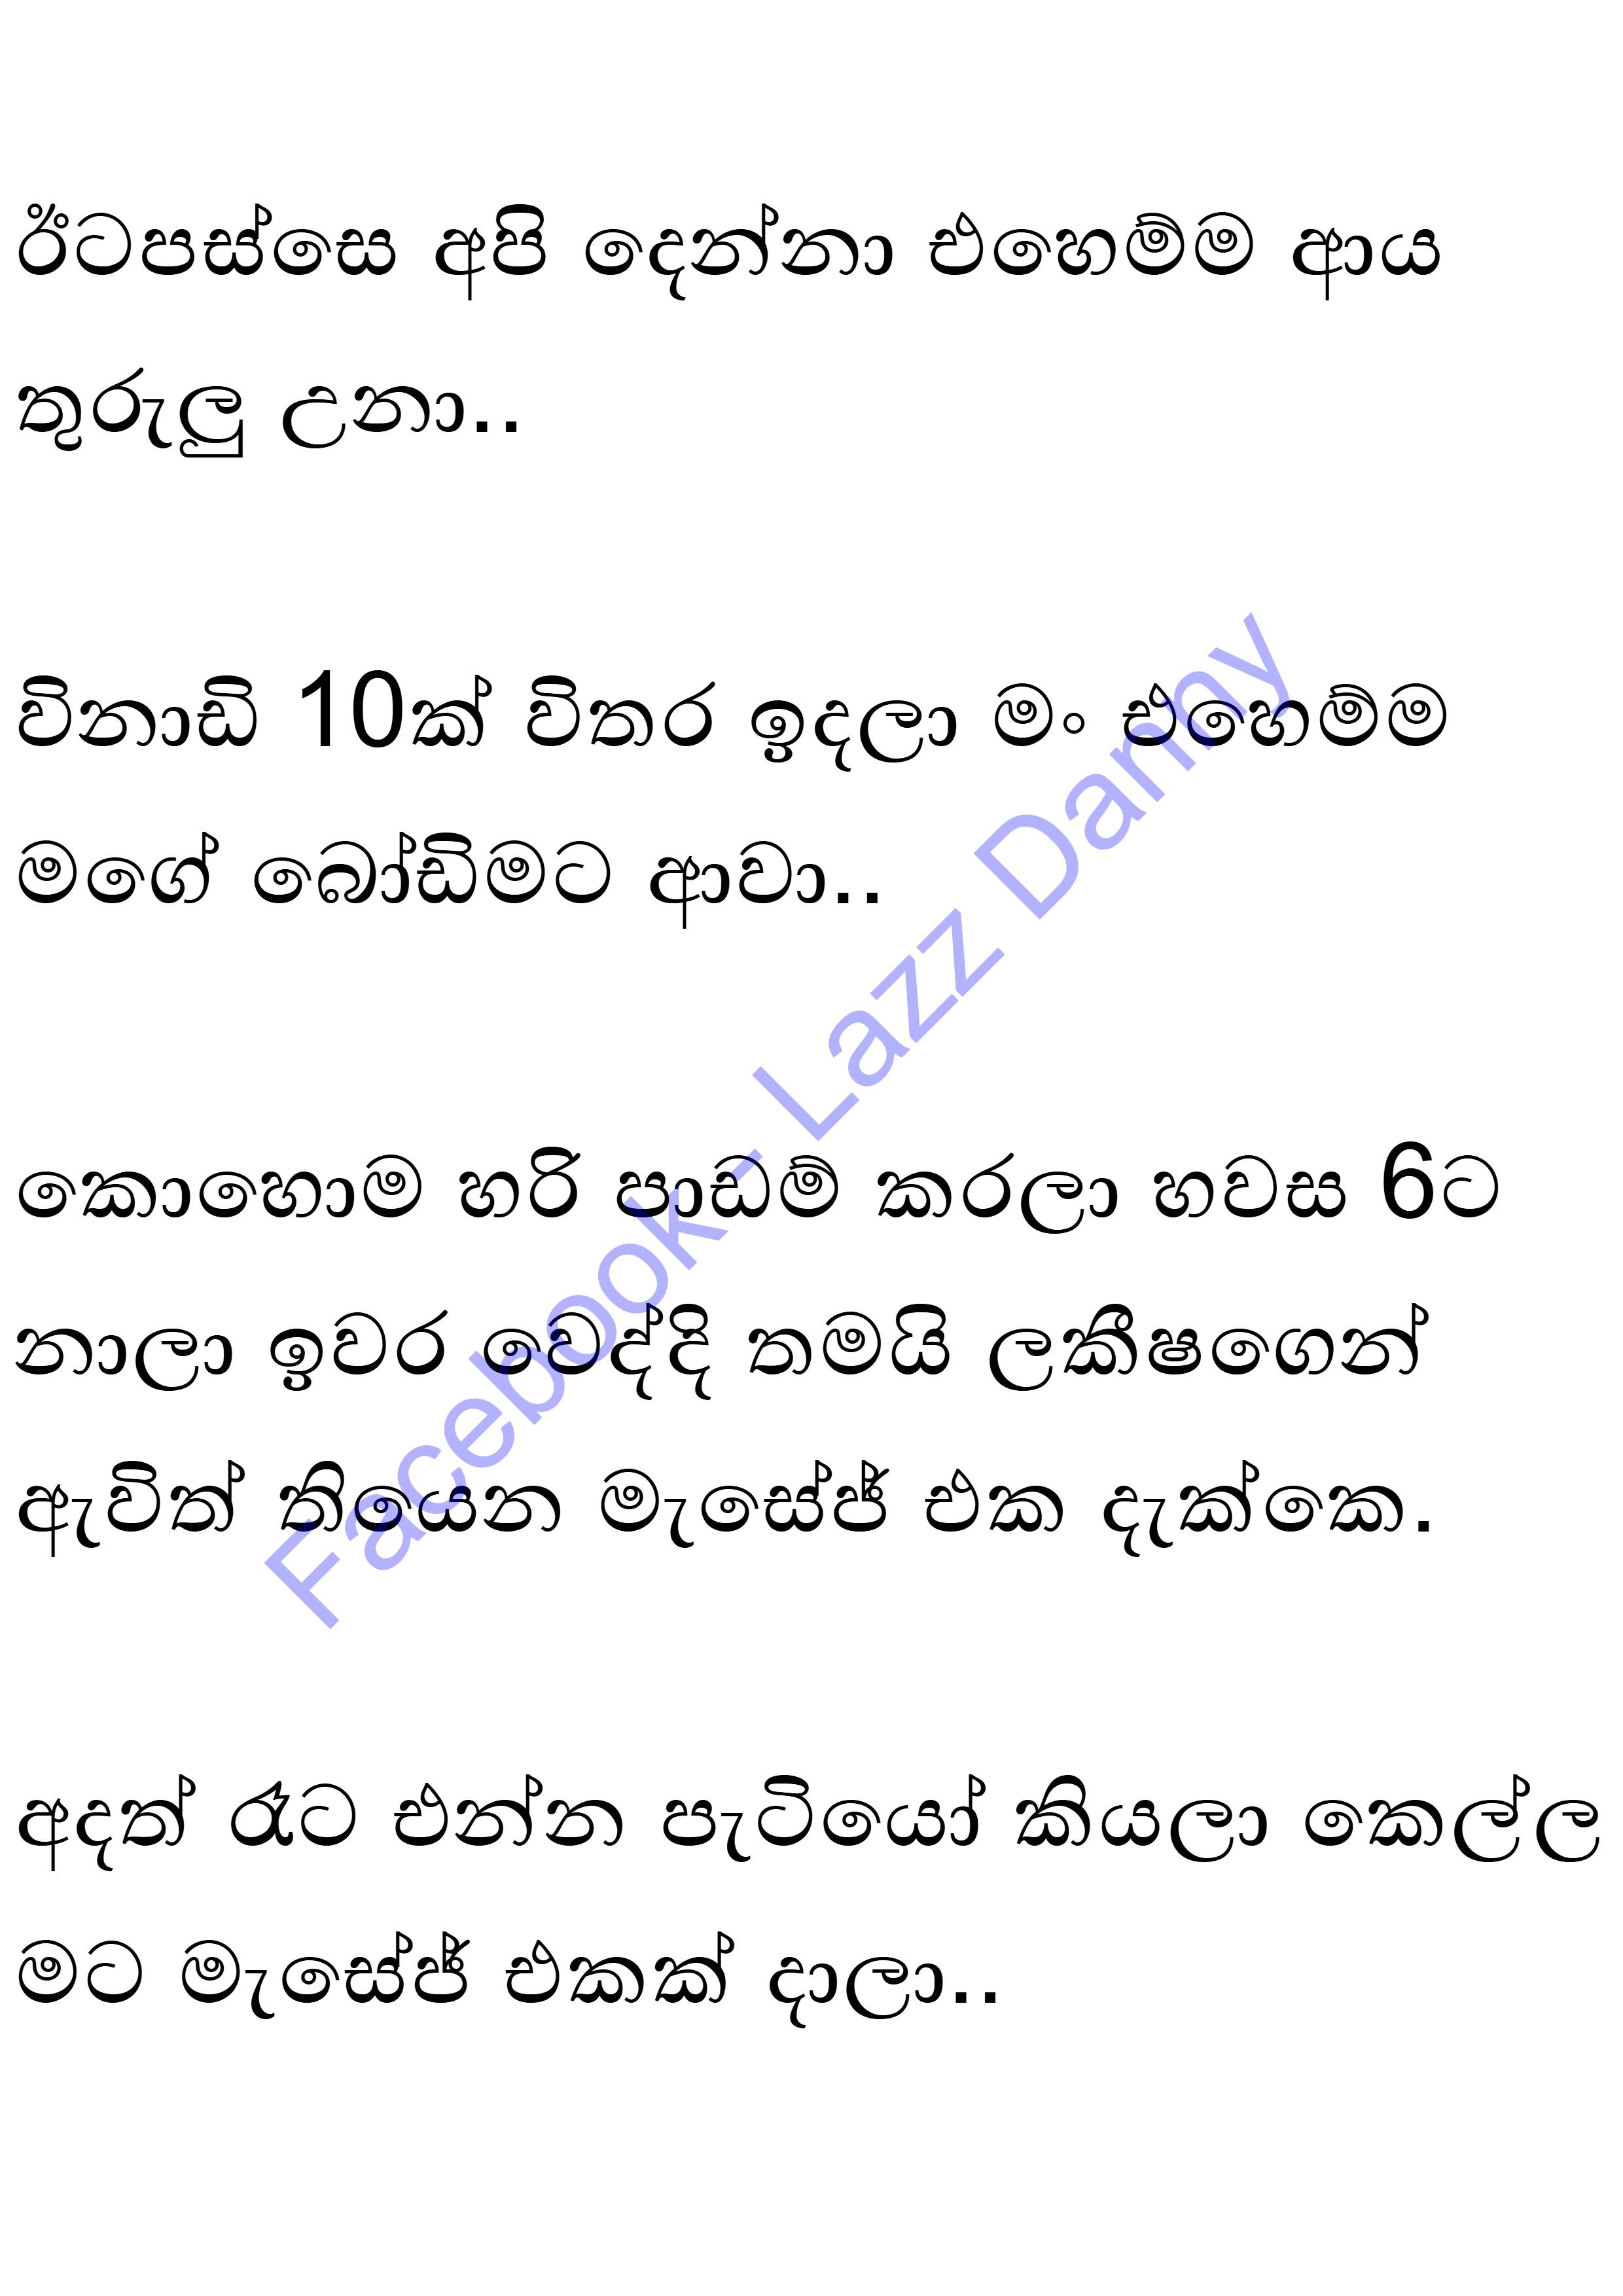 ඊටපස්සෙ අපි දෙන්නා එහෙම්ම ආය
තුරුලු උනා..
විනාඩි 10ක් විතර ඉදලා මං එහෙම්ම
මගේ බෝඩිමට ආවා..
කොහොම හරි පාඩම් කරලා හවස 6ට
නාලා ඉවර වෙද්දි තමයි ලකීෂගෙන්
ඇවිත් තියෙන මැසේජ් එක දැක්කෙ.
අදත් රෑට එන්න පැටියෝ කියලා කෙල්ල
මට මැසේජ් එකක් දාලා..
Facebook - Lazz Danny